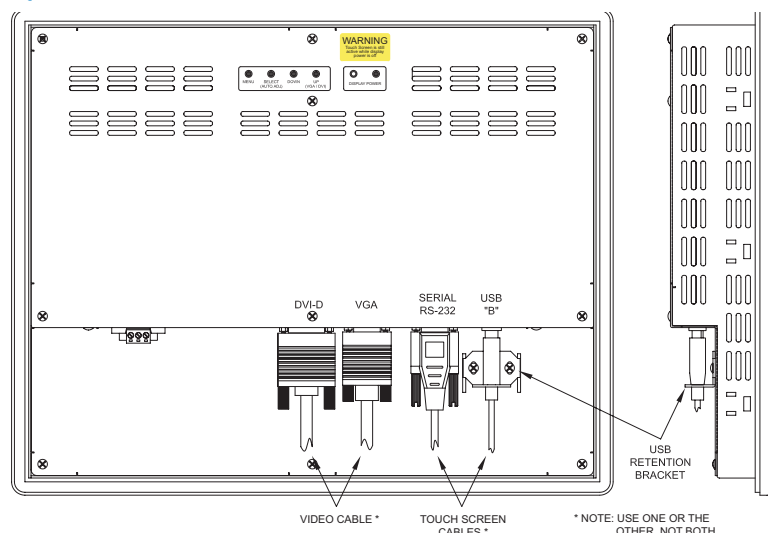 WARNING
Touch Screen is still
active while display
power is off
MENU
SELECT
(AUTO ADJ)
DOWN
UP
(VGA / DVI)
DISPLAY POWER
DVI-D
VGA
SERIAL
RS-232
USB
"B"
USB
RETENTION
BRACKET
VIDEO CABLE *
TOUCH SCREEN
CABLES *
* NOTE: USE ONE OR THE
OTHER, NOT BOTH